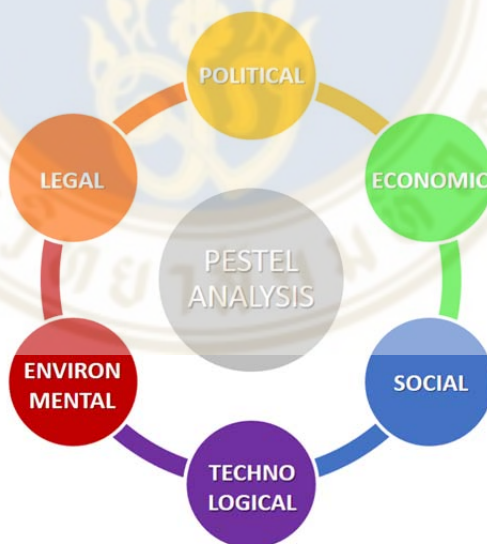 POLITICAL
ECONOMIC
SOCIAL
TECHNO
LOGICAL
ENVIRON
MENTAL
LEGAL
PESTEL
ANALYSIS